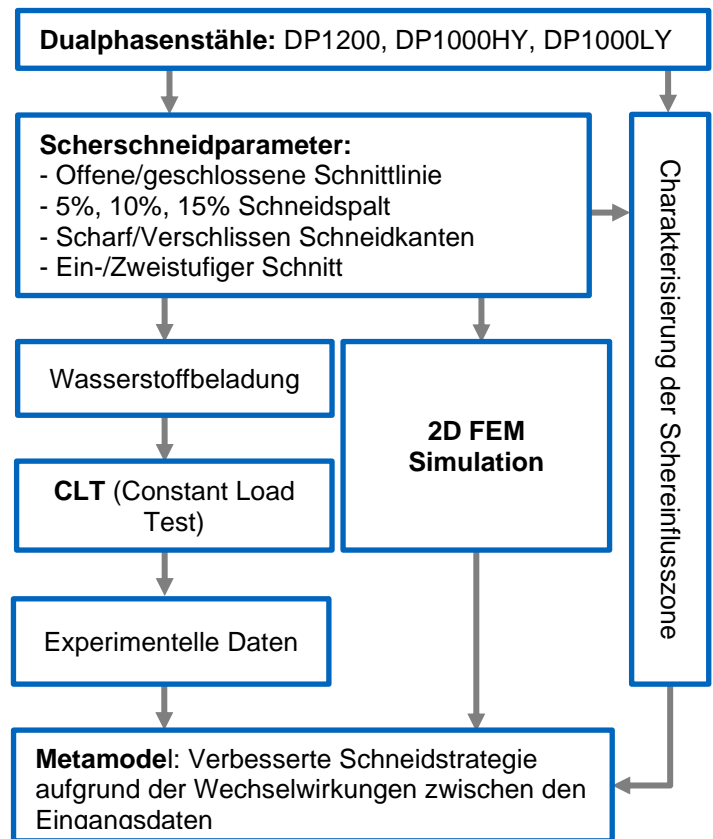 Dualphasenstähle: DP1200, DP1000HY, DP1000LY
Scherschneidparameter:
- Offene/geschlossene Schnittlinie
- 5%, 10%, 15% Schneidspalt
- Scharf/Verschlissen Schneidkanten
- Ein-/Zweistufiger Schnitt
Charakterisierung der Schereinflusszone
Wasserstoffbeladung
2D FEM
Simulation
CLT (Constant Load
Test)
Experimentelle Daten
Metamodel: Verbesserte Schneidstrategie
aufgrund der Wechselwirkungen zwischen den
Eingangsdaten